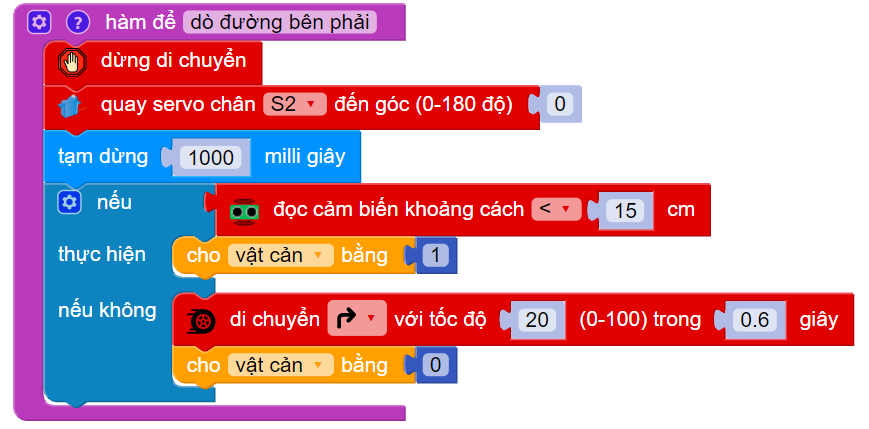 ? hàm để dò đường bên phải
dừng di chuyển
quay servo chân S2 đến góc (0-180 độ) 0
tạm dừng 1000 milli giây
nếu đọc cảm biến khoảng cách < 15 cm
thực hiện cho vật cản bằng 1
nếu không di chuyển với tốc độ 20 (0-100) trong 0.6 giây
cho vật cản bằng 0